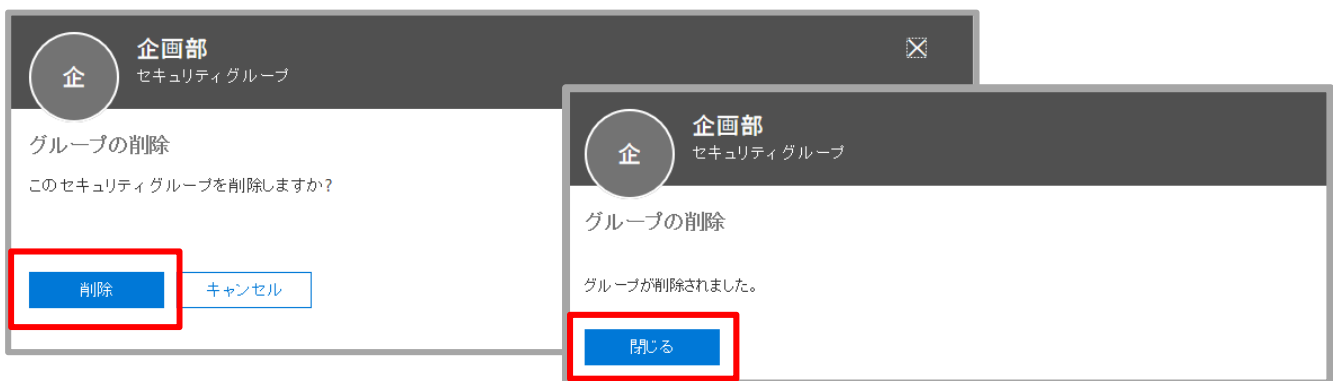 企画部
企
セキュリティグループ
グループの削除
このセキュリティグループを削除しますか?
削除
キャンセル
企画部
企
セキュリティグループ
グループの削除
グループが削除されました。
閉じる